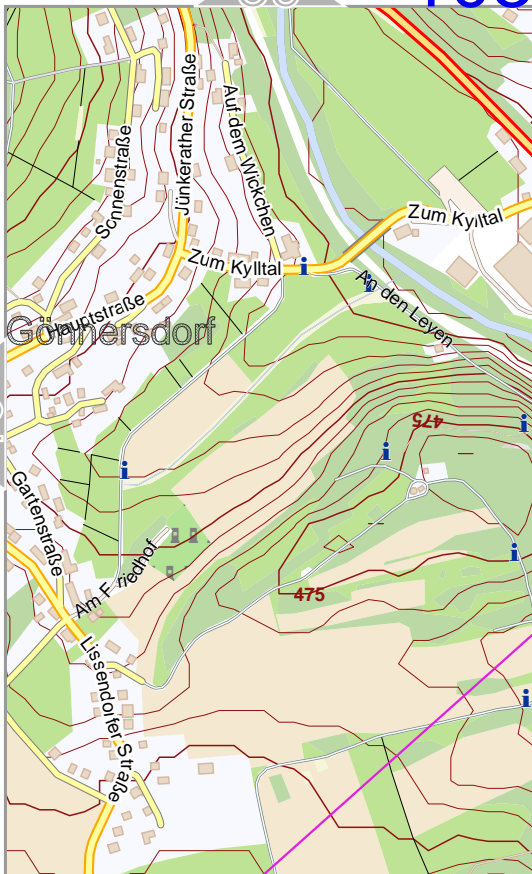 Sonnenstraße
Jünkerather Straße
Auf dem Wickchen
Zum Kylltal
Zum Kylltal
An den Leyen
Hauptstraße
Gönnersdorf
475
Gartenstraße
Am Friedhof
475
Lissendorfer Straße